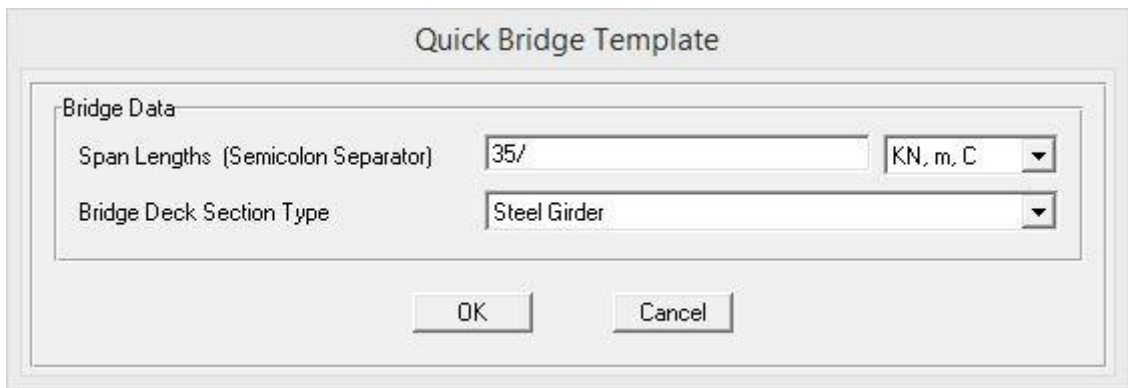 Quick Bridge Template
Bridge Data
Span Lengths (Semicolon Separator) 35/ KN, m, C
Bridge Deck Section Type Steel Girder
OK Cancel